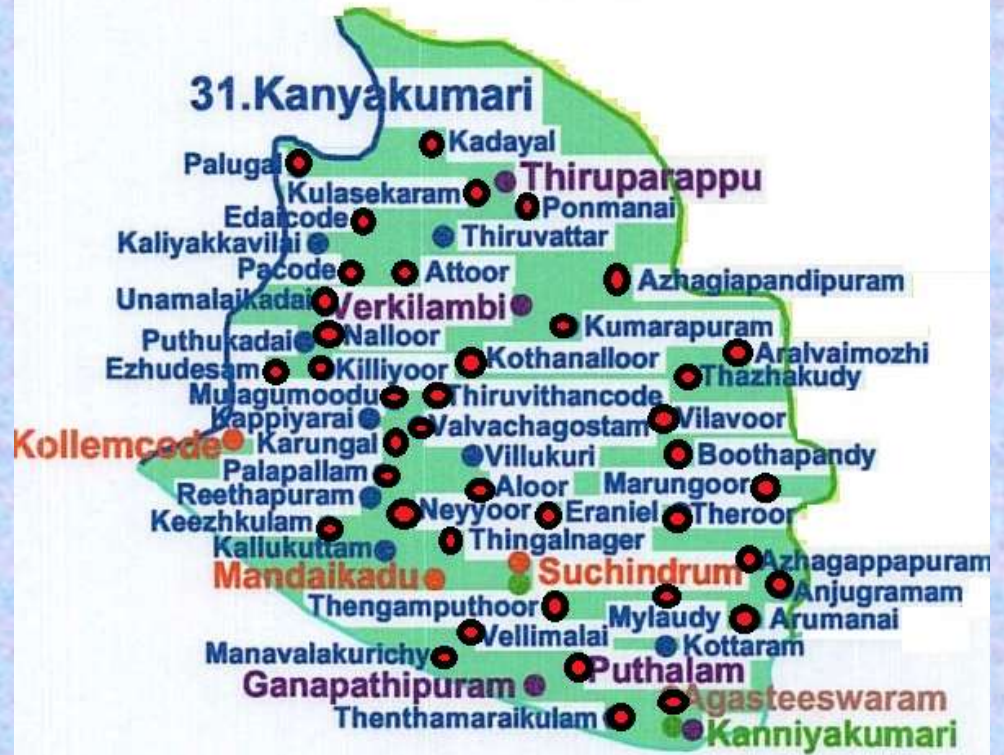 31.Kanyakumari
Kadayal
Palugal
Thiruparappu
Kulasekaram
Ponmanai
Edaicode
Kaliyakkavilai
Thiruvattar
Pacode
Attoor
Azhagiapandipuram
Unamalaikadai
Verkilambi
Kumarapuram
Puthukadai
Nalloor
Aralvaimozhi
Kothanalloor
Ezhudesam
Killiyoor
Thazhakudy
Mulagumoodu
Thiruvithancode
Kappiyarai
Valvachagostam
Vilavoor
Kollemcode
Karungal
Villukuri
Boothapandy
Palapallam
Aloor
Marungoor
Reethapuram
Neyyoor
Eraniel
Theroor
Keezhkulam
Thingalnager
Kallukuttam
Azhagappapuram
Mandaikadu
Suchindrum
Anjugramam
Thengamputhoor
Mylaudy
Arumanai
Vellimalai
Kottaram
Manavalakurichy
Puthalam
Ganapathipuram
Agasteeswaram
Thenthamaraikulam
Kanniyakumari